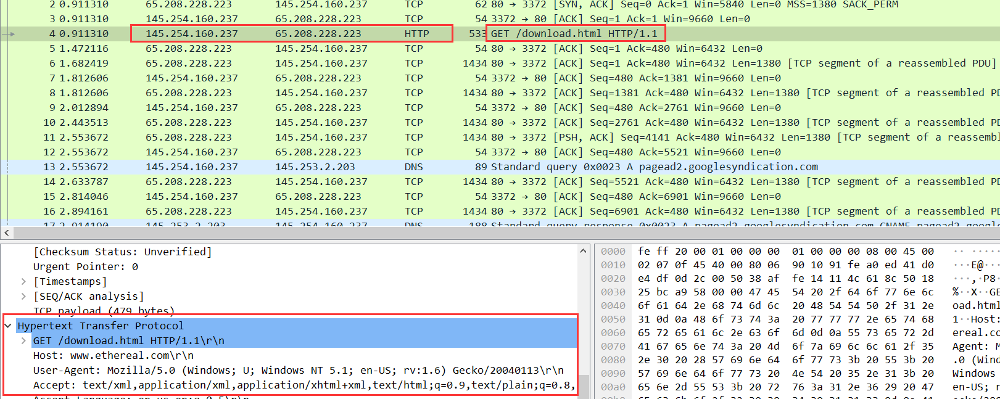 2 0.911310 65.208.228.223 145.254.160.237 TCP 62 80 → 3372 [SYN, ACK] Seq=0 Ack=1 Win=5840 Len=0 MSS=1380 SACK_PERM
3 0.911310 145.254.160.237 65.208.228.223 TCP 54 3372 → 80 [ACK] Seq=1 Ack=1 Win=9660 Len=0
4 0.911310 145.254.160.237 65.208.228.223 HTTP 533 GET /download.html HTTP/1.1
5 1.472116 65.208.228.223 145.254.160.237 TCP 54 80 → 3372 [ACK] Seq=1 Ack=480 Win=6432 Len=0
6 1.682419 65.208.228.223 145.254.160.237 TCP 1434 80 → 3372 [ACK] Seq=1 Ack=480 Win=6432 Len=1380 [TCP segment of a reassembled PDU]
7 1.812606 145.254.160.237 65.208.228.223 TCP 54 3372 → 80 [ACK] Seq=480 Ack=1381 Win=9660 Len=0
8 1.812606 65.208.228.223 145.254.160.237 TCP 1434 80 → 3372 [ACK] Seq=1381 Ack=480 Win=6432 Len=1380 [TCP segment of a reassembled PD
9 2.012894 145.254.160.237 65.208.228.223 TCP 54 3372 → 80 [ACK] Seq=480 Ack=2761 Win=9660 Len=0
10 2.443513 65.208.228.223 145.254.160.237 TCP 1434 80 → 3372 [ACK] Seq=2761 Ack=480 Win=6432 Len=1380 [TCP segment of a reassembled PD
11 2.553672 65.208.228.223 145.254.160.237 TCP 1434 80 → 3372 [PSH, ACK] Seq=4141 Ack=480 Win=6432 Len=1380 [TCP segment of a reassembl
12 2.553672 145.254.160.237 65.208.228.223 TCP 54 3372 → 80 [ACK] Seq=480 Ack=5521 Win=9660 Len=0
13 2.553672 145.254.160.237 145.253.2.203 DNS 89 Standard query 0x0023 A pagead2.googlesyndication.com
14 2.633787 65.208.228.223 145.254.160.237 TCP 1434 80 → 3372 [ACK] Seq=5521 Ack=480 Win=6432 Len=1380 [TCP segment of a reassembled PD
15 2.814046 145.254.160.237 65.208.228.223 TCP 54 3372 → 80 [ACK] Seq=480 Ack=6901 Win=9660 Len=0
16 2.894161 65.208.228.223 145.254.160.237 TCP 1434 80 → 3372 [ACK] Seq=6901 Ack=480 Win=6432 Len=1380 [TCP segment of a reassembled PD
17 2.914190 145.253.2.203 145.254.160.237 DNS 188 Standard query response 0x0023 A pagead2.googlesyndication.com CNAME pagead2.googl
[Checksum Status: Unverified]
Urgent Pointer: 0
[Timestamps]
[SEQ/ACK analysis]
TCP payload (479 bytes)
Hypertext Transfer Protocol
GET /download.html HTTP/1.1\r\n
Host: www.ethereal.com\r\n
User-Agent: Mozilla/5.0 (Windows; U; Windows NT 5.1; en-US; rv:1.6) Gecko/20040113\r\n
Accept: text/xml,application/xml,application/xhtml+xml,text/html;q=0.9,text/plain;q=0.8,
Accept-Language: en-us,en;q=0.5\r\n
0000 fe ff 20 00 01 00 00 00 01 00 00 00 08 00 45 00 ·· ·····
0010 02 07 0f 45 40 00 80 06 90 10 91 fe a0 ed 41 d0 ···E@···
0020 e4 df 0d 2c 00 50 38 af fe 14 11 4c 61 8c 50 18 ···,·P8·
0030 25 bc a9 58 00 00 47 45 54 20 2f 64 6f 77 6e 6c %··X··GE
0040 6f 61 64 2e 68 74 6d 6c 20 48 54 54 50 2f 31 2e oad.html
0050 31 0d 0a 48 6f 73 74 3a 20 77 77 77 2e 65 74 68 1··Host:
0060 65 72 65 61 6c 2e 63 6f 6d 0d 0a 55 73 65 72 2d ereal.co
0070 41 67 65 6e 74 3a 20 4d 6f 7a 69 6c 6c 61 2f 35 Agent: M
0080 2e 30 20 28 57 69 6e 64 6f 77 73 3b 20 55 3b 20 .0 (Wind
0090 57 69 6e 64 6f 77 73 20 4e 54 20 35 2e 31 3b 20 Windows
00a0 65 6e 2d 55 53 3b 20 72 76 3a 31 2e 36 29 20 47 en-US; r
00b0 65 63 6b 6f 2f 32 30 30 34 30 31 31 33 0d 0a 41 ecko/200